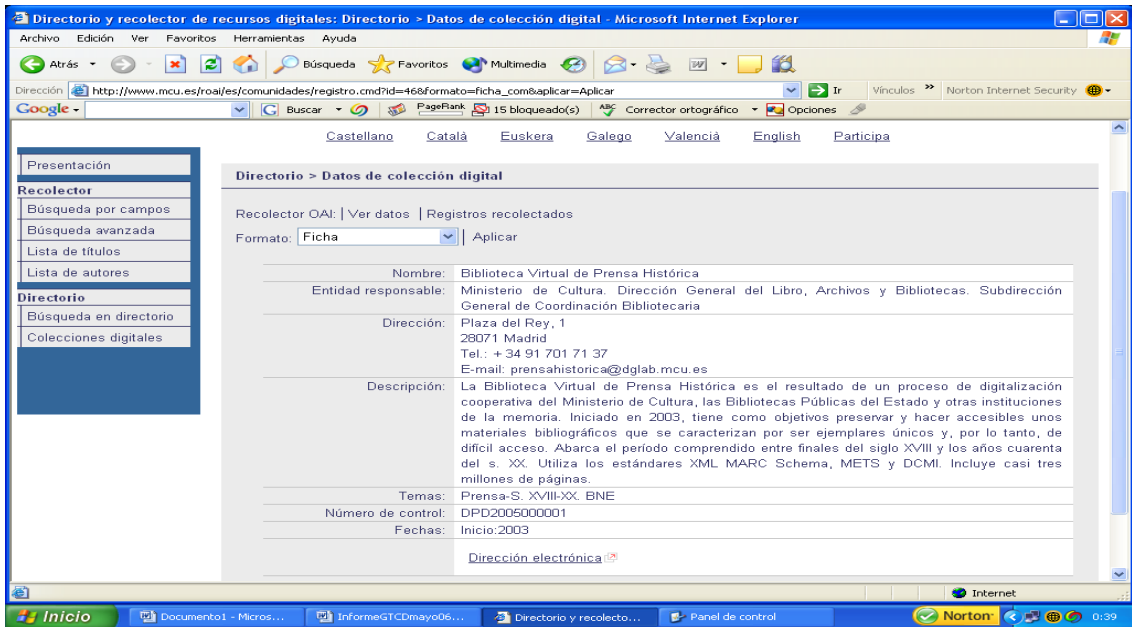 Directorio y recolector de recursos digitales: Directorio > Datos de colección digital - Microsoft Internet Explorer
Archivo Edición Ver Favoritos Herramientas Ayuda
Atrás Búsqueda Favoritos Multimedia
Dirección http://www.mcu.es/roai/es/comunidades/registro.cmd?id=46&formato=ficha_com&aplicar=Aplicar Ir Vínculos » Norton Internet Security
Google Buscar PageRank 15 bloqueado(s) ABC Corrector ortográfico Opciones
Castellano Català Euskera Galego Valencià English Participa
Presentación
Recolector
Búsqueda por campos
Búsqueda avanzada
Lista de títulos
Lista de autores
Directorio
Búsqueda en directorio
Colecciones digitales
Directorio > Datos de colección digital
Recolector OAI: | Ver datos | Registros recolectados
Formato: Ficha | Aplicar
Nombre: Biblioteca Virtual de Prensa Histórica
Entidad responsable: Ministerio de Cultura. Dirección General del Libro, Archivos y Bibliotecas. Subdirección
General de Coordinación Bibliotecaria
Dirección: Plaza del Rey, 1
28071 Madrid
Tel.: + 34 91 701 71 37
E-mail: prensahistorica@dglab.mcu.es
Descripción: La Biblioteca Virtual de Prensa Histórica es el resultado de un proceso de digitalización
cooperativa del Ministerio de Cultura, las Bibliotecas Públicas del Estado y otras instituciones
de la memoria. Iniciado en 2003, tiene como objetivos preservar y hacer accesibles unos
materiales bibliográficos que se caracterizan por ser ejemplares únicos y, por lo tanto, de
difícil acceso. Abarca el período comprendido entre finales del siglo XVIII y los años cuarenta
del s. XX. Utiliza los estándares XML MARC Schema, METS y DCMI. Incluye casi tres
millones de páginas.
Temas: Prensa-S. XVIII-XX. BNE
Número de control: DPD2005000001
Fechas: Inicio:2003
Dirección electrónica
Internet
Inicio Documento1 - Micros... InformeGTCDmayo06... Directorio y recolecto... Panel de control Norton 0:39